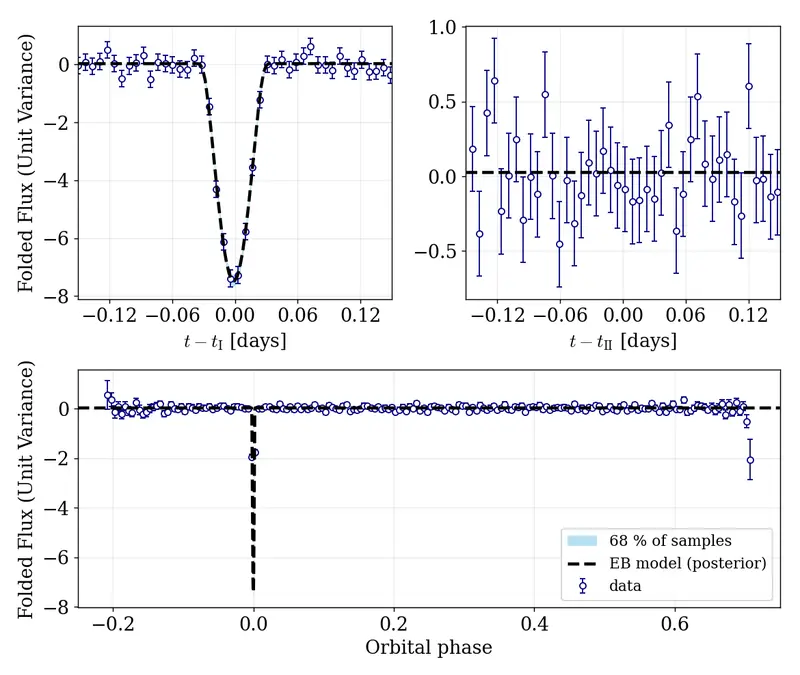 Folded Flux (Unit Variance)
0
−2
−4
−6
−8
−0.12 −0.06 0.00 0.06 0.12
t − tI [days]
1.0
0.5
0.0
−0.5
−0.12 −0.06 0.00 0.06 0.12
t − tII [days]
Folded Flux (Unit Variance)
0
−2
−4
−6
−8
68 % of samples
EB model (posterior)
data
−0.2 0.0 0.2 0.4 0.6
Orbital phase